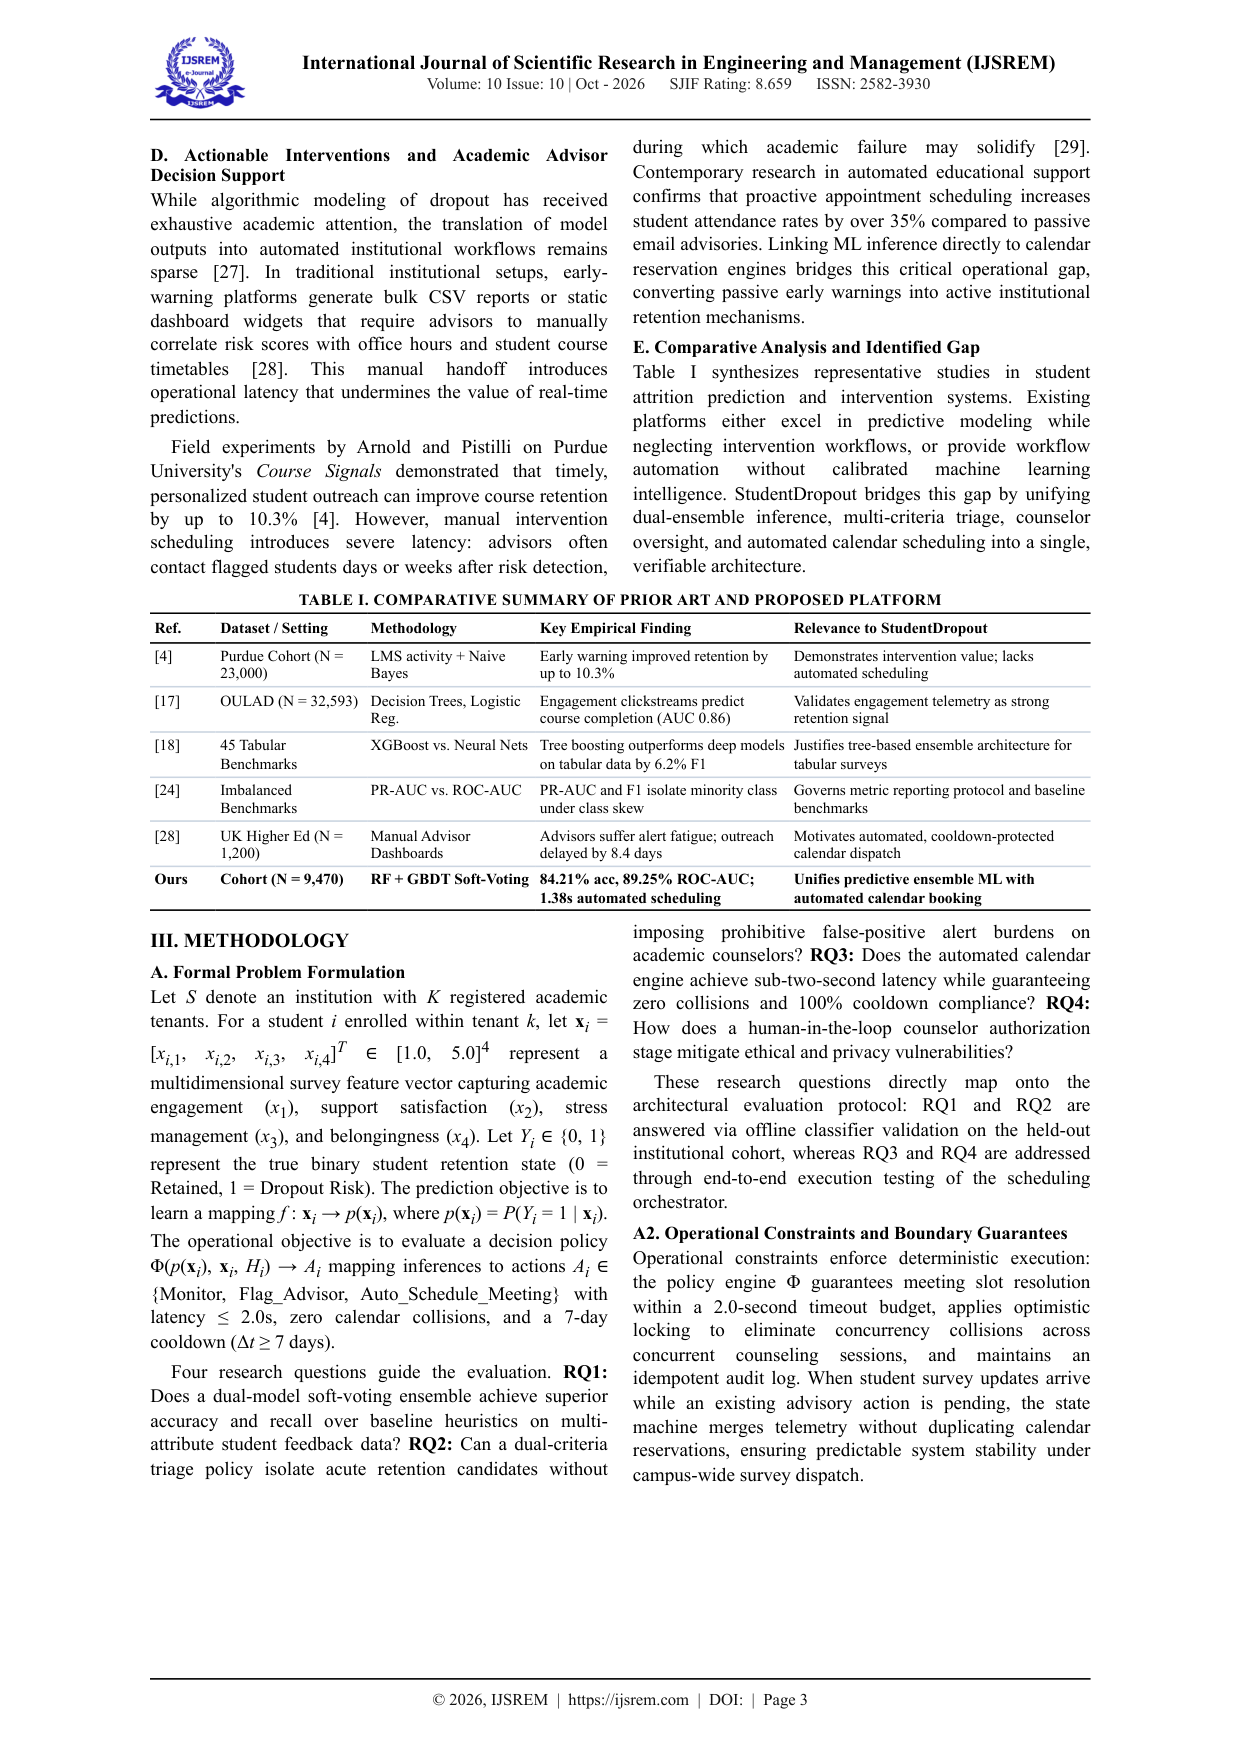 IJSREM
e-Journal
IJSREM
International Journal of Scientific Research in Engineering and Management (IJSREM)
Volume: 10 Issue: 10 | Oct - 2026 SJIF Rating: 8.659 ISSN: 2582-3930
D. Actionable Interventions and Academic Advisor
Decision Support
While algorithmic modeling of dropout has received
exhaustive academic attention, the translation of model
outputs into automated institutional workflows remains
sparse [27]. In traditional institutional setups, early-
warning platforms generate bulk CSV reports or static
dashboard widgets that require advisors to manually
correlate risk scores with office hours and student course
timetables [28]. This manual handoff introduces
operational latency that undermines the value of real-time
predictions.
Field experiments by Arnold and Pistilli on Purdue
University's Course Signals demonstrated that timely,
personalized student outreach can improve course retention
by up to 10.3% [4]. However, manual intervention
scheduling introduces severe latency: advisors often
contact flagged students days or weeks after risk detection,
during which academic failure may solidify [29].
Contemporary research in automated educational support
confirms that proactive appointment scheduling increases
student attendance rates by over 35% compared to passive
email advisories. Linking ML inference directly to calendar
reservation engines bridges this critical operational gap,
converting passive early warnings into active institutional
retention mechanisms.
E. Comparative Analysis and Identified Gap
Table I synthesizes representative studies in student
attrition prediction and intervention systems. Existing
platforms either excel in predictive modeling while
neglecting intervention workflows, or provide workflow
automation without calibrated machine learning
intelligence. StudentDropout bridges this gap by unifying
dual-ensemble inference, multi-criteria triage, counselor
oversight, and automated calendar scheduling into a single,
verifiable architecture.
TABLE I. COMPARATIVE SUMMARY OF PRIOR ART AND PROPOSED PLATFORM
Ref. Dataset / Setting Methodology Key Empirical Finding Relevance to StudentDropout
[4] Purdue Cohort (N = LMS activity + Naive Early warning improved retention by Demonstrates intervention value; lacks
23,000) Bayes up to 10.3% automated scheduling
[17] OULAD (N = 32,593) Decision Trees, Logistic Engagement clickstreams predict Validates engagement telemetry as strong
Reg. course completion (AUC 0.86) retention signal
[18] 45 Tabular XGBoost vs. Neural Nets Tree boosting outperforms deep models Justifies tree-based ensemble architecture for
Benchmarks on tabular data by 6.2% F1 tabular surveys
[24] Imbalanced PR-AUC vs. ROC-AUC PR-AUC and F1 isolate minority class Governs metric reporting protocol and baseline
Benchmarks under class skew benchmarks
[28] UK Higher Ed (N = Manual Advisor Advisors suffer alert fatigue; outreach Motivates automated, cooldown-protected
1,200) Dashboards delayed by 8.4 days calendar dispatch
Ours Cohort (N = 9,470) RF + GBDT Soft-Voting 84.21% acc, 89.25% ROC-AUC; Unifies predictive ensemble ML with
1.38s automated scheduling automated calendar booking
III. METHODOLOGY
A. Formal Problem Formulation
Let S denote an institution with K registered academic
tenants. For a student i enrolled within tenant k, let xᵢ =
[x_{i,1}, x_{i,2}, x_{i,3}, x_{i,4}]^T ∈ [1.0, 5.0]⁴ represent a
multidimensional survey feature vector capturing academic
engagement (x₁), support satisfaction (x₂), stress
management (x₃), and belongingness (x₄). Let Yᵢ ∈ {0, 1}
represent the true binary student retention state (0 =
Retained, 1 = Dropout Risk). The prediction objective is to
learn a mapping f : xᵢ → p(xᵢ), where p(xᵢ) = P(Yᵢ = 1 | xᵢ).
The operational objective is to evaluate a decision policy
Φ(p(xᵢ), xᵢ, Hᵢ) → Aᵢ mapping inferences to actions Aᵢ ∈
{Monitor, Flag_Advisor, Auto_Schedule_Meeting} with
latency ≤ 2.0s, zero calendar collisions, and a 7-day
cooldown (Δt ≥ 7 days).
Four research questions guide the evaluation. RQ1:
Does a dual-model soft-voting ensemble achieve superior
accuracy and recall over baseline heuristics on multi-
attribute student feedback data? RQ2: Can a dual-criteria
triage policy isolate acute retention candidates without
imposing prohibitive false-positive alert burdens on
academic counselors? RQ3: Does the automated calendar
engine achieve sub-two-second latency while guaranteeing
zero collisions and 100% cooldown compliance? RQ4:
How does a human-in-the-loop counselor authorization
stage mitigate ethical and privacy vulnerabilities?
These research questions directly map onto the
architectural evaluation protocol: RQ1 and RQ2 are
answered via offline classifier validation on the held-out
institutional cohort, whereas RQ3 and RQ4 are addressed
through end-to-end execution testing of the scheduling
orchestrator.
A2. Operational Constraints and Boundary Guarantees
Operational constraints enforce deterministic execution:
the policy engine Φ guarantees meeting slot resolution
within a 2.0-second timeout budget, applies optimistic
locking to eliminate concurrency collisions across
concurrent counseling sessions, and maintains an
idempotent audit log. When student survey updates arrive
while an existing advisory action is pending, the state
machine merges telemetry without duplicating calendar
reservations, ensuring predictable system stability under
campus-wide survey dispatch.
© 2026, IJSREM | https://ijsrem.com | DOI: | Page 3